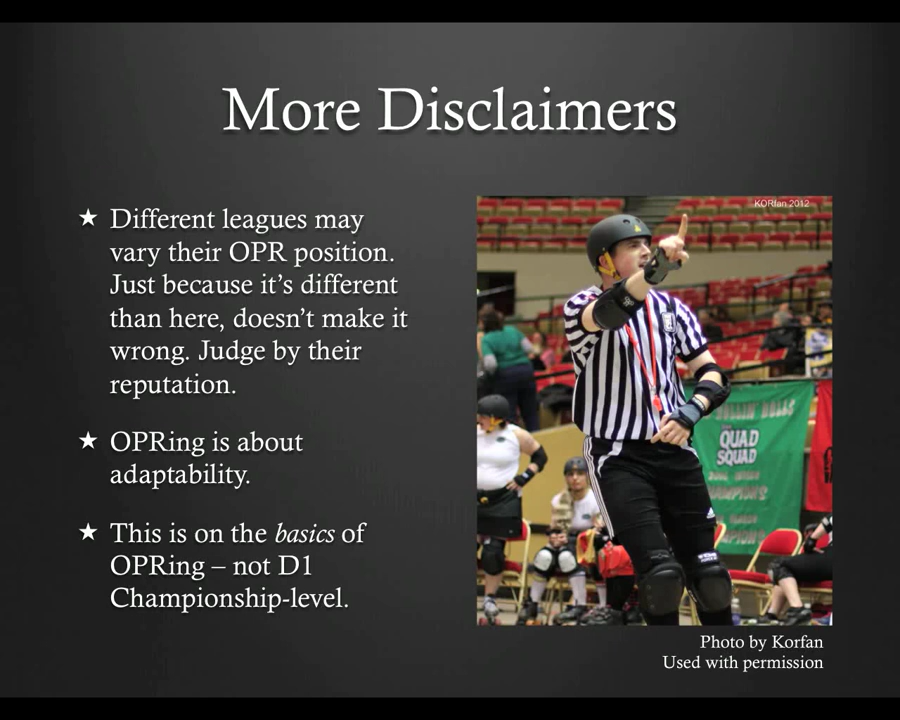 More Disclaimers
Different leagues may
vary their OPR position.
Just because it's different
than here, doesn't make it
wrong. Judge by their
reputation.
OPRing is about
adaptability.
This is on the basics of
OPRing – not D1
Championship-level.
KORfan 2012
QUAD
SQUAD
Photo by Korfan
Used with permission